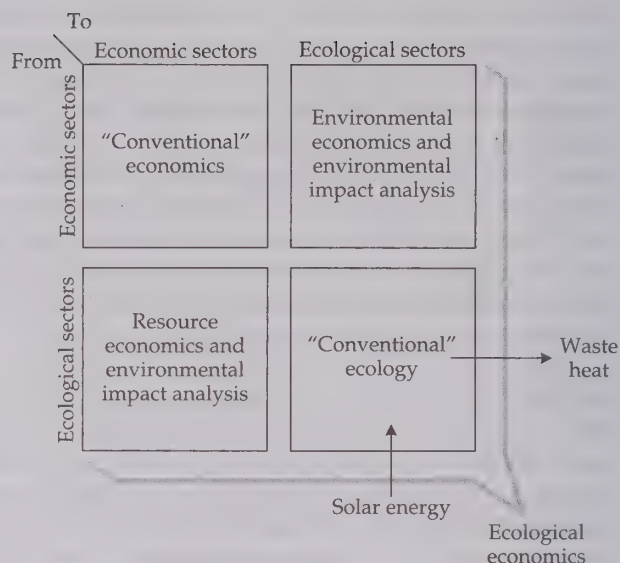 To
From
Economic sectors
Ecological sectors
Economic sectors
“Conventional”
economics
Environmental
economics and
environmental
impact analysis
Ecological sectors
Resource
economics and
environmental
impact analysis
“Conventional”
ecology
Waste
heat
Solar energy
Ecological
economics